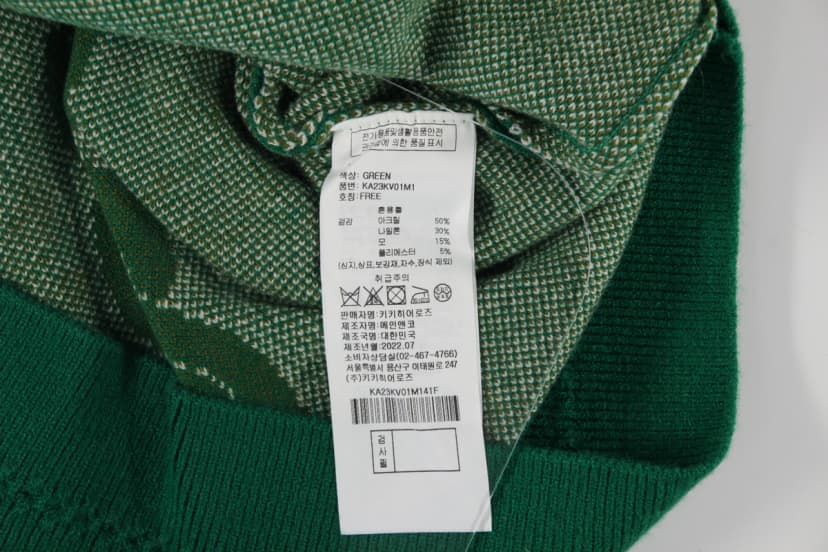 전기용품및생활용품안전
관리법에 의한 품질표시
색상: GREEN
품번: KA23KV01M1
호칭: FREE
혼용률
겉감 아크릴 50%
나일론 30%
모 15%
폴리에스터 5%
(심지,상표,보강재,자수,장식 제외)
취급주의
판매자명:키키히어로즈
제조자명:메인앤코
제조국명:대한민국
제조년월:2022.07
소비자상담실(02-467-4766)
서울특별시 용산구 이태원로 247
(주)키키히어로즈
KA23KV01M141F
검사필